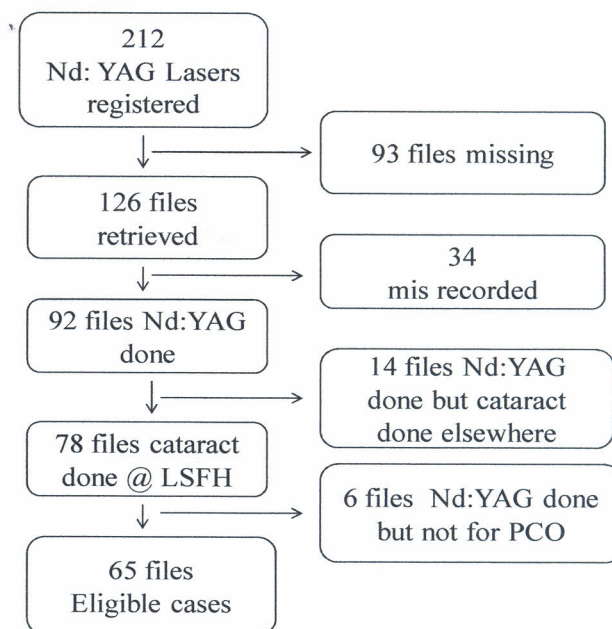 212
Nd: YAG Lasers
registered
93 files missing
126 files
retrieved
34
mis recorded
92 files Nd:YAG
done
14 files Nd:YAG
done but cataract
done elsewhere
78 files cataract
done @ LSFH
6 files Nd:YAG done
but not for PCO
65 files
Eligible cases